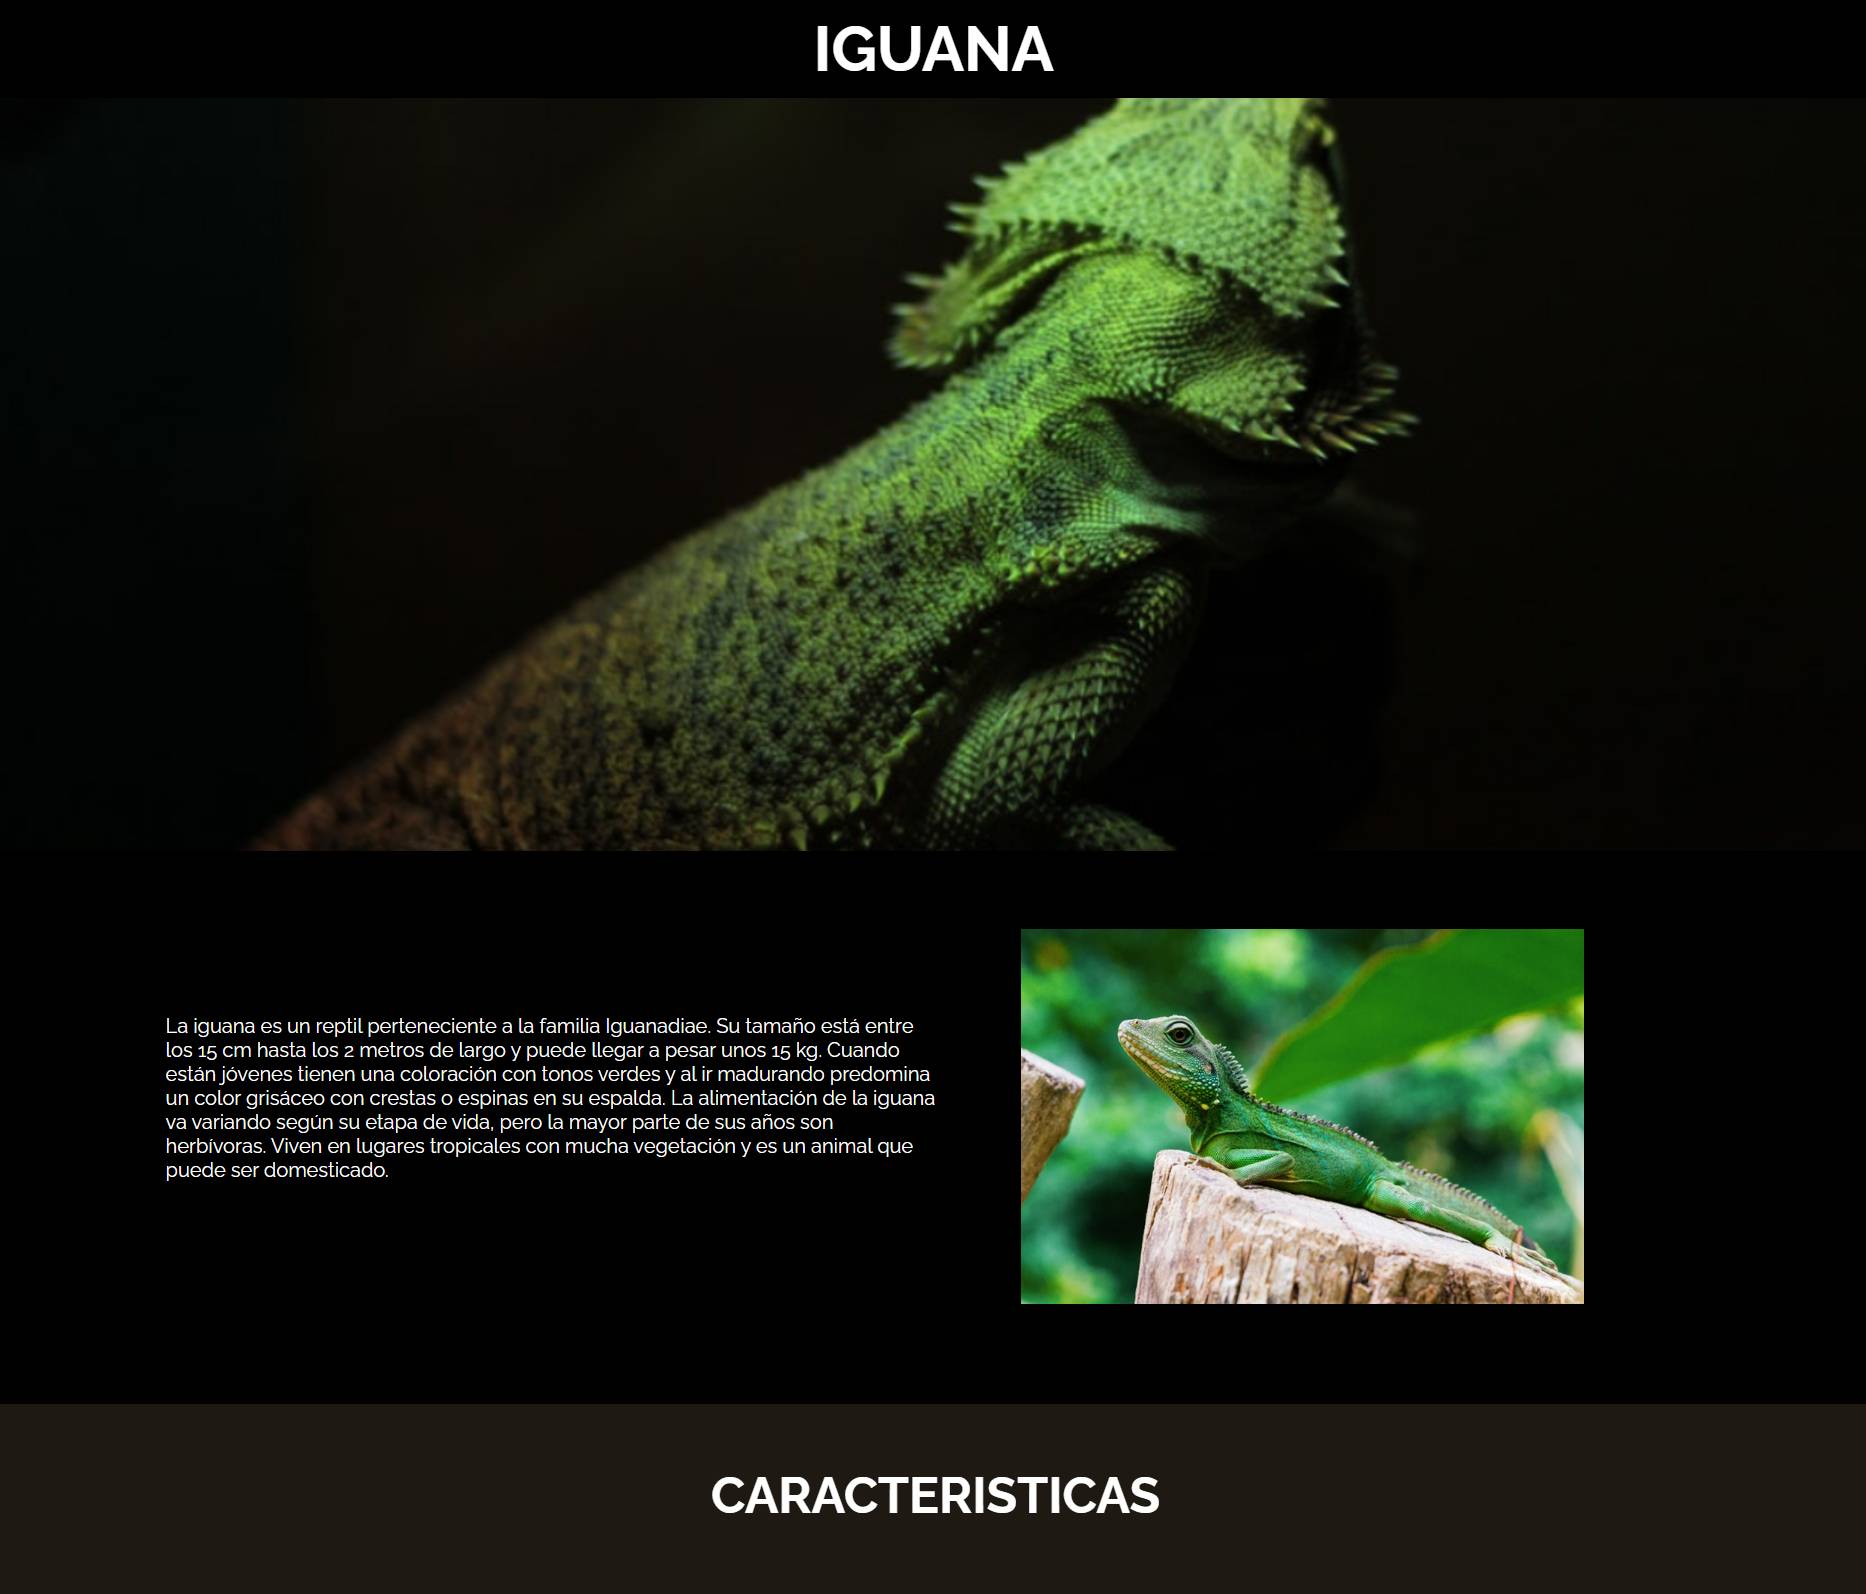 IGUANA
La iguana es un reptil perteneciente a la familia Iguanadiae. Su tamaño está entre
los 15 cm hasta los 2 metros de largo y puede llegar a pesar unos 15 kg. Cuando
están jóvenes tienen una coloración con tonos verdes y al ir madurando predomina
un color grisáceo con crestas o espinas en su espalda. La alimentación de la iguana
va variando según su etapa de vida, pero la mayor parte de sus años son
herbívoras. Viven en lugares tropicales con mucha vegetación y es un animal que
puede ser domesticado.
CARACTERISTICAS